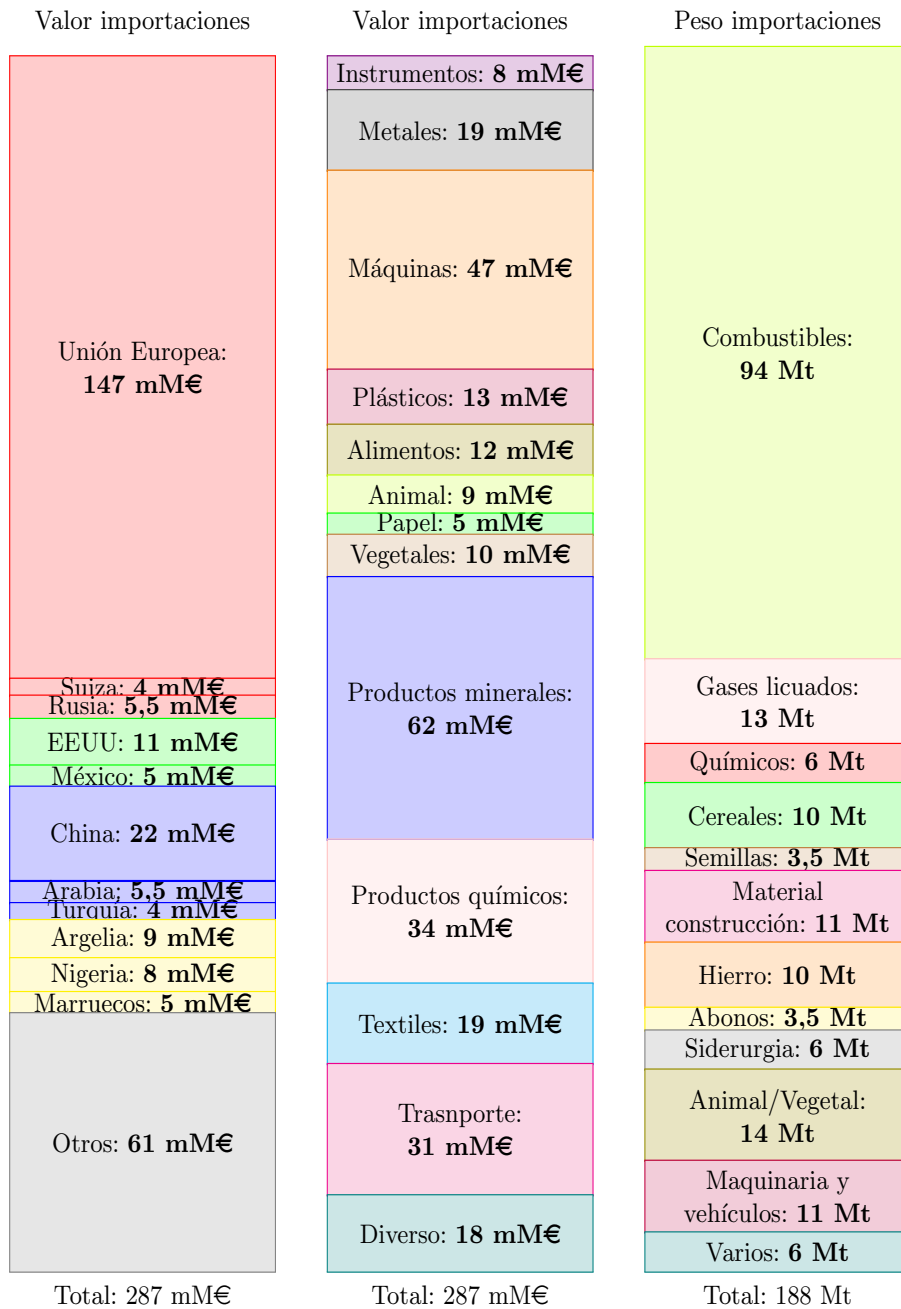 Valor importaciones
Unión Europea:
147 mM€
Suiza: 4 mM€
Rusia: 5,5 mM€
EEUU: 11 mM€
México: 5 mM€
China: 22 mM€
Arabia: 5,5 mM€
Turquía: 4 mM€
Argelia: 9 mM€
Nigeria: 8 mM€
Marruecos: 5 mM€
Otros: 61 mM€
Total: 287 mM€
Valor importaciones
Instrumentos: 8 mM€
Metales: 19 mM€
Máquinas: 47 mM€
Plásticos: 13 mM€
Alimentos: 12 mM€
Animal: 9 mM€
Papel: 5 mM€
Vegetales: 10 mM€
Productos minerales:
62 mM€
Productos químicos:
34 mM€
Textiles: 19 mM€
Trasnporte:
31 mM€
Diverso: 18 mM€
Total: 287 mM€
Peso importaciones
Combustibles:
94 Mt
Gases licuados:
13 Mt
Químicos: 6 Mt
Cereales: 10 Mt
Semillas: 3,5 Mt
Material
construcción: 11 Mt
Hierro: 10 Mt
Abonos: 3,5 Mt
Siderurgia: 6 Mt
Animal/Vegetal:
14 Mt
Maquinaria y
vehículos: 11 Mt
Varios: 6 Mt
Total: 188 Mt